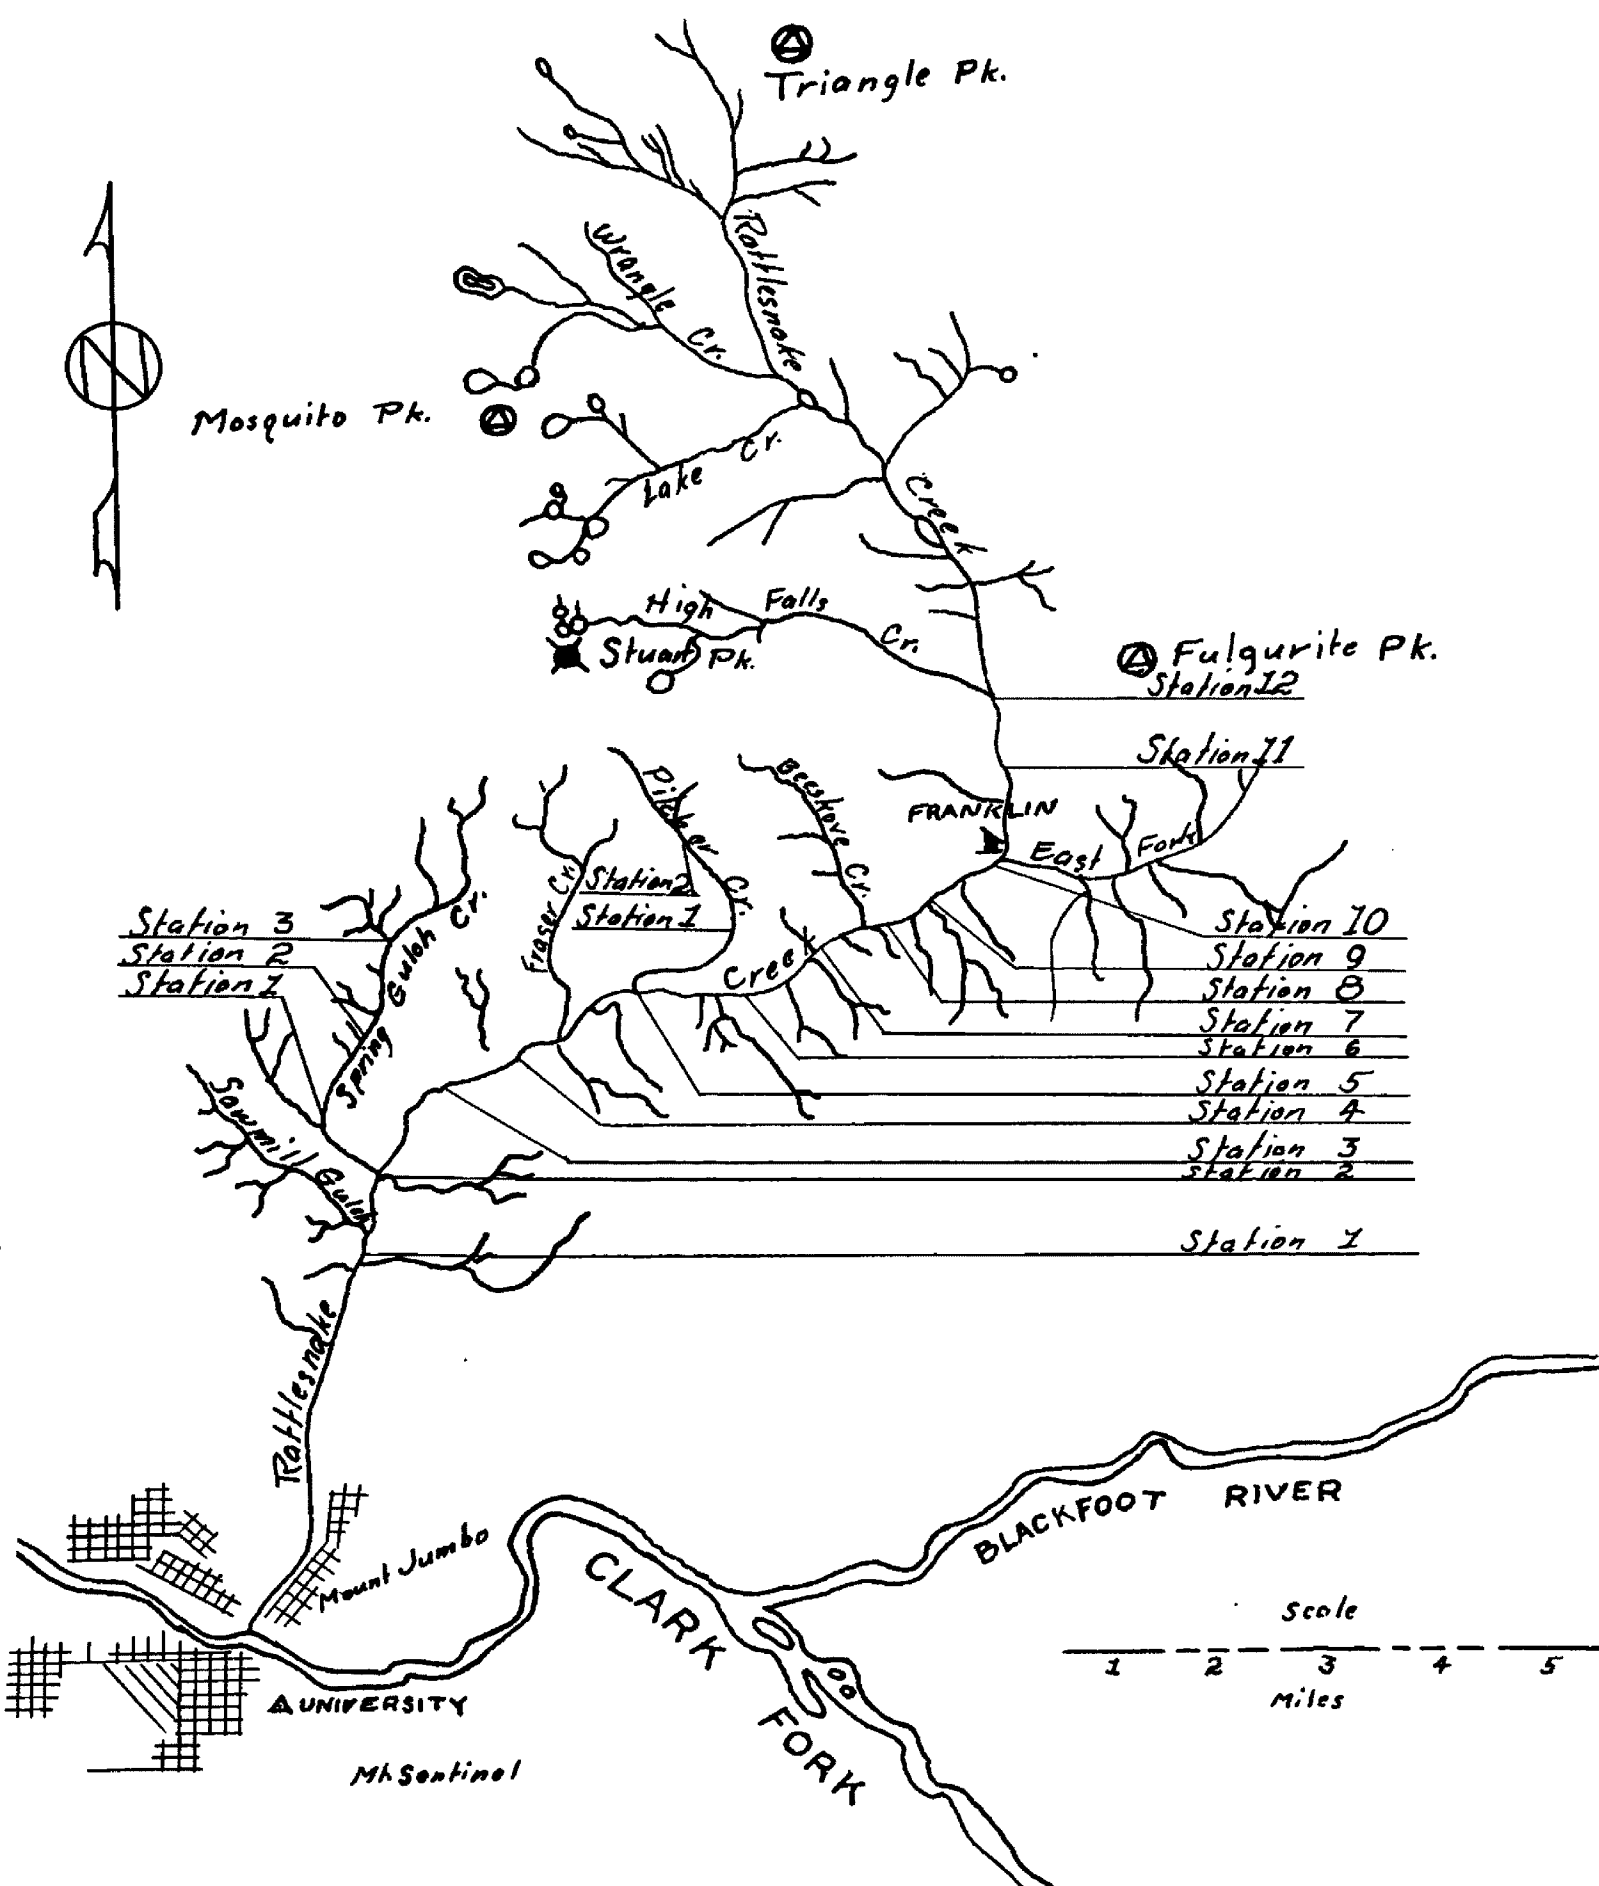 Triangle Pk.
Rattlesnake
Wrangle
Cr.
N
Mosquito Pk.
Lake Cr.
Creek
High Falls
Cr.
Stuart Pk.
Fulgurite Pk.
Station 12
Station 11
Pilcher
Cr.
Beeskove
Cr.
FRANKLIN
East Fork
Fraser Cr.
Station 2
Station 1
Station 3
Station 2
Station 1
Spring Gulch Cr.
Creek
Station 10
Station 9
Station 8
Station 7
Station 6
Station 5
Station 4
Station 3
Station 2
Station 1
Sawmill Gulch
Rattlesnake
Mount Jumbo
BLACKFOOT RIVER
CLARK
FORK
Scale
1 2 3 4 5
Miles
UNIVERSITY
Mt. Sentinel